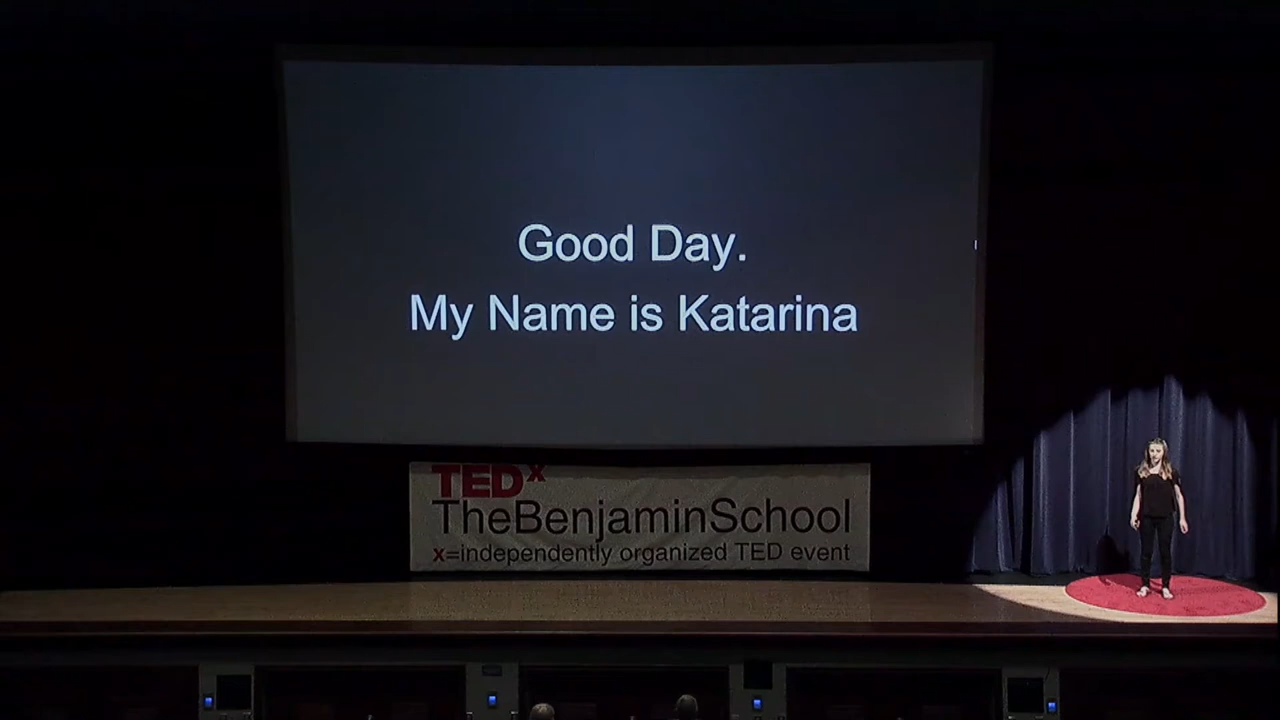 Good Day.
My Name is Katarina
TEDx
TheBenjaminSchool
x=independently organized TED event